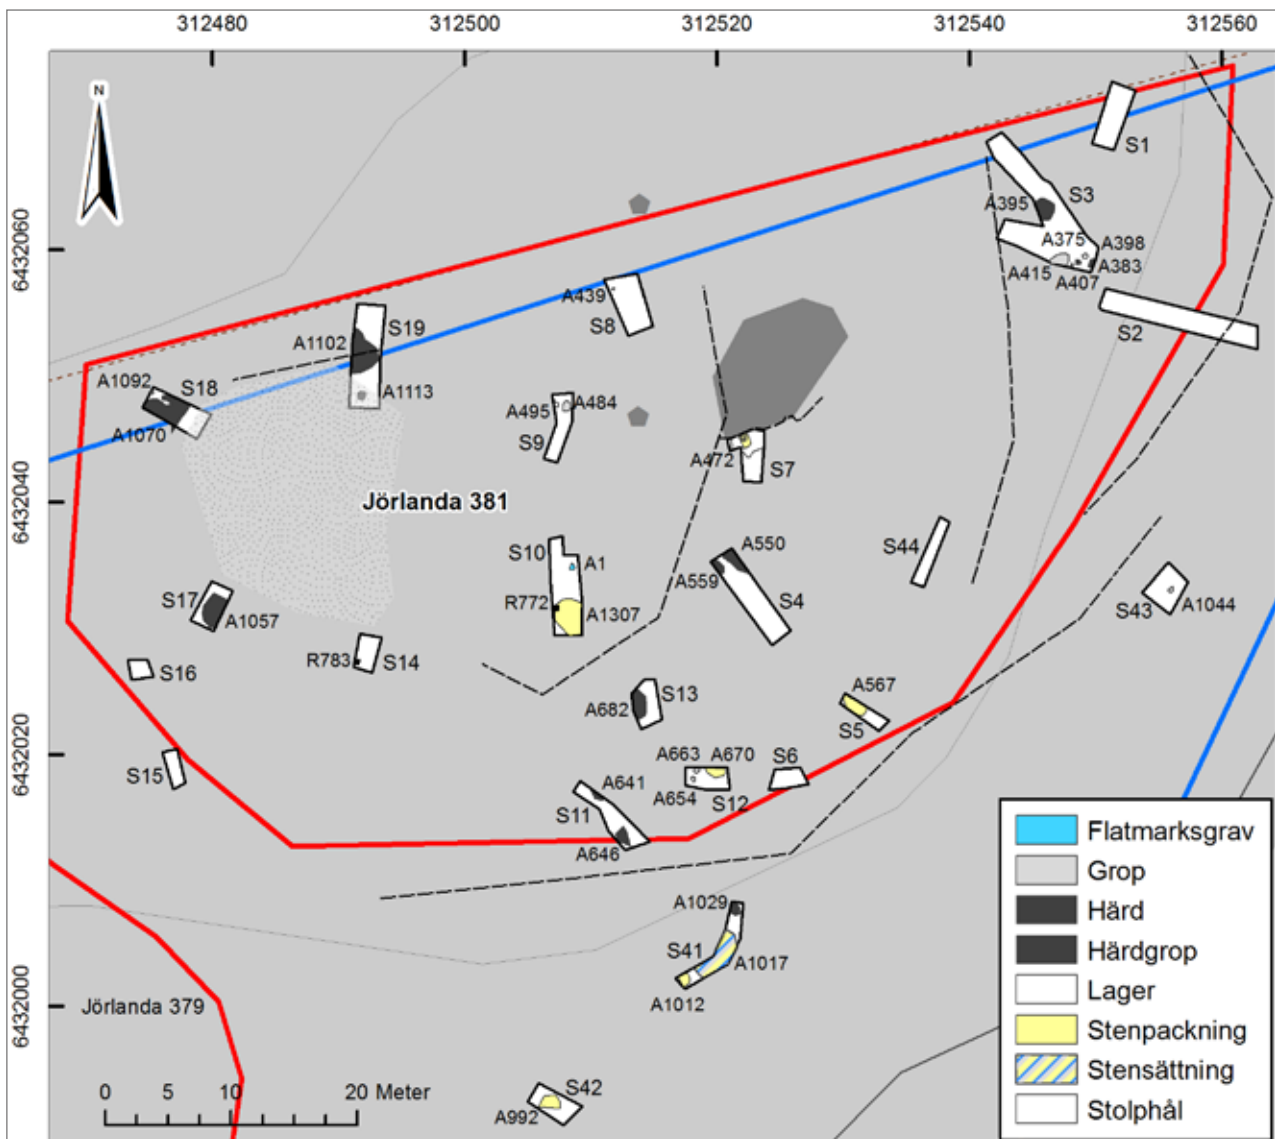 312480 312500 312520 312540 312560
6432060
6432040
6432020
6432000
N
S1
S3
A395
A375
A398
A383
A415
A407
S2
A439
S8
S19
A1102
A1113
A1092
S18
A1070
A495
A484
S9
A472
S7
Jörlanda 381
S10
A1
R772
A1307
A550
A559
S4
S44
S43
A1044
S17
A1057
R783
S14
S16
S15
A682
S13
A567
S5
A663
A670
A654
S12
S6
A641
S11
A646
A1029
S41
A1017
A1012
Jörlanda 379
S42
A992
0 5 10 20 Meter
Flatmarksgrav
Grop
Härd
Härdgrop
Lager
Stenpackning
Stensättning
Stolphål